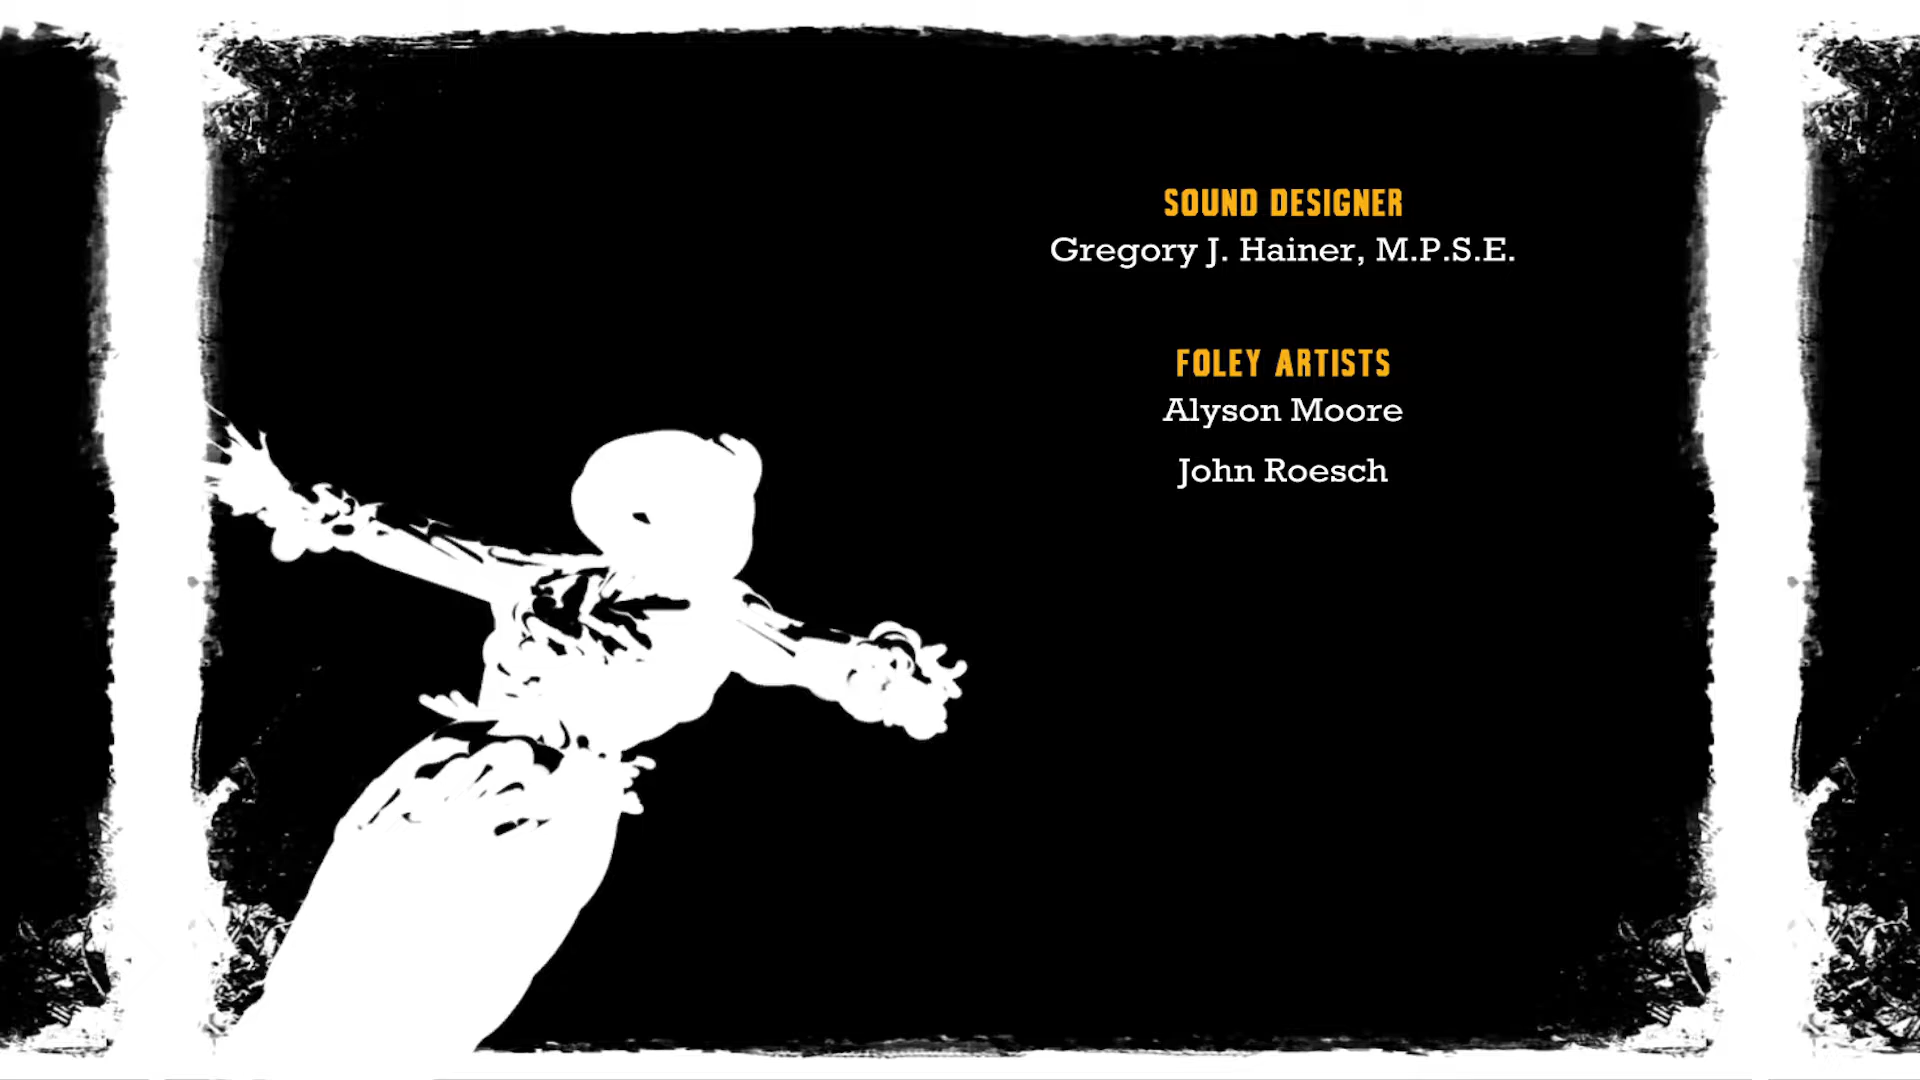 SOUND DESIGNER
Gregory J. Hainer, M.P.S.E.
FOLEY ARTISTS
Alyson Moore
John Roesch